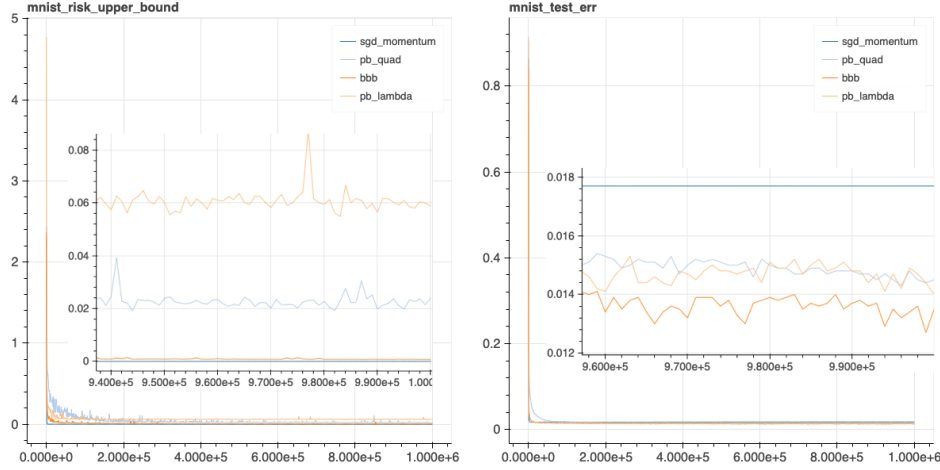 mnist_risk_upper_bound
5
4
3
2
1
0
sgd_momentum
pb_quad
bbb
pb_lambda
0.08
0.06
0.04
0.02
0
9.400e+5 9.500e+5 9.600e+5 9.700e+5 9.800e+5 9.900e+5 1.000
0.000e+0 2.000e+5 4.000e+5 6.000e+5 8.000e+5 1.000e+6
mnist_test_err
0.8
0.6
0.4
0.2
0
sgd_momentum
pb_quad
bbb
pb_lambda
0.018
0.016
0.014
0.012
9.600e+5 9.700e+5 9.800e+5 9.900e+5
0.000e+0 2.000e+5 4.000e+5 6.000e+5 8.000e+5 1.000e+6